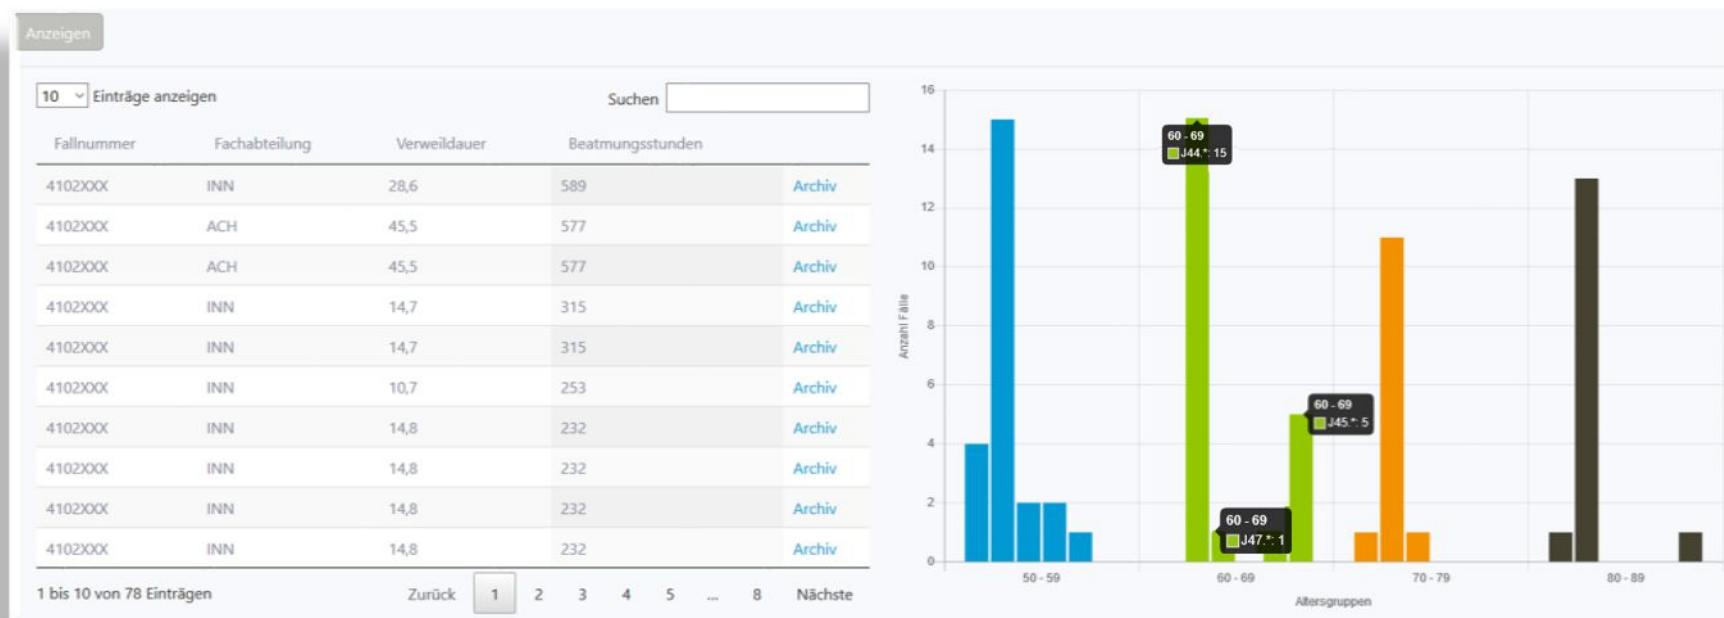 Anzeigen
10 Einträge anzeigen Suchen
Fallnummer Fachabteilung Verweildauer Beatmungsstunden
4102XXX INN 28,6 589 Archiv
4102XXX ACH 45,5 577 Archiv
4102XXX ACH 45,5 577 Archiv
4102XXX INN 14,7 315 Archiv
4102XXX INN 14,7 315 Archiv
4102XXX INN 10,7 253 Archiv
4102XXX INN 14,8 232 Archiv
4102XXX INN 14,8 232 Archiv
4102XXX INN 14,8 232 Archiv
4102XXX INN 14,8 232 Archiv
1 bis 10 von 78 Einträgen Zurück 1 2 3 4 5 ... 8 Nächste
16
14
12
10
8
6
4
2
0
Anzahl Fälle
60 - 69
J44.*: 15
60 - 69
J45.*: 5
60 - 69
J47.*: 1
50 - 59 60 - 69 70 - 79 80 - 89
Altersgruppen